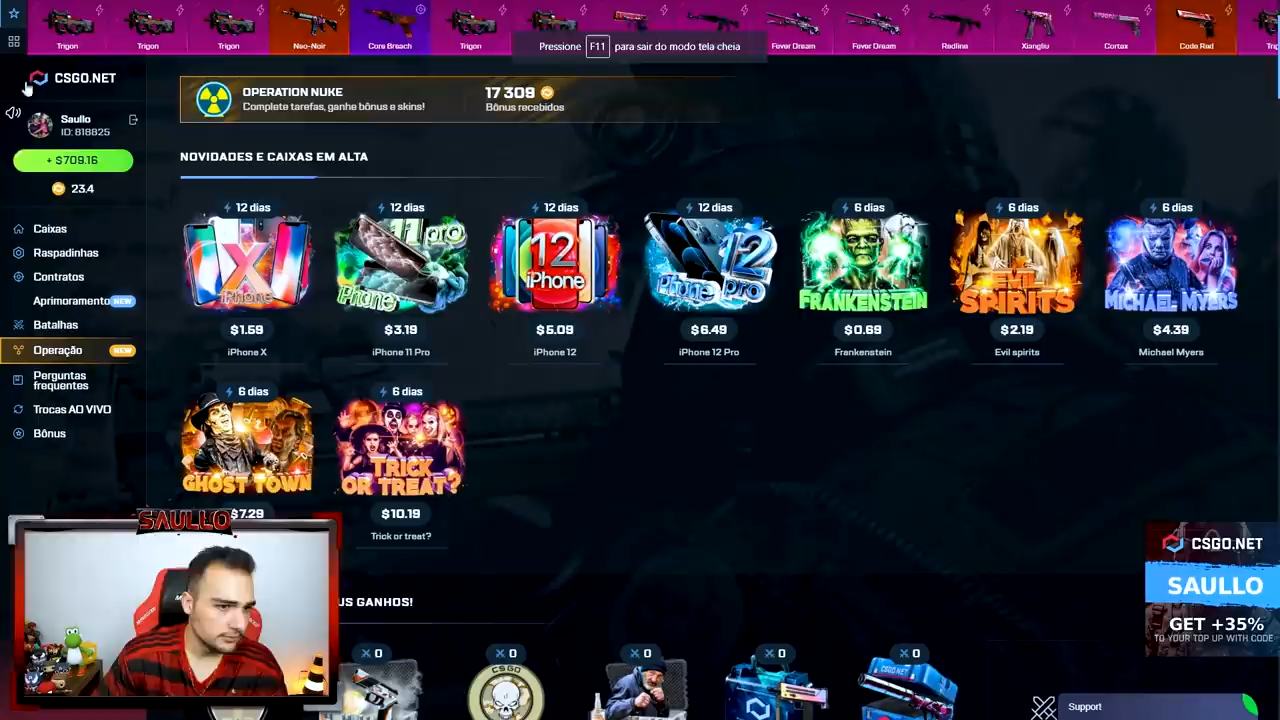 Trigon
Trigon
Trigon
Neo-Noir
Core Breach
Trigon
Fever Dream
Fever Dream
Redline
Xiangliu
Cortex
Code Red
Pressione F11 para sair do modo tela cheia
CSGO.NET
Saullo
ID: 818825
+ $709.16
23.4
Caixas
Raspadinhas
Contratos
Aprimoramento NEW
Batalhas
Operação NEW
Perguntas
frequentes
Trocas AO VIVO
Bônus
OPERATION NUKE
Complete tarefas, ganhe bônus e skins!
17 309
Bônus recebidos
NOVIDADES E CAIXAS EM ALTA
12 dias
12 dias
12 dias
12 dias
6 dias
6 dias
6 dias
X
iPhone
11 pro
iPhone
12
iPhone
12
iPhone pro
FRANKENSTEIN
EVIL
SPIRITS
MICHAEL MYERS
$1.59
$3.19
$5.09
$6.49
$0.69
$2.19
$4.39
iPhone X
iPhone 11 Pro
iPhone 12
iPhone 12 Pro
Frankenstein
Evil spirits
Michael Myers
6 dias
6 dias
GHOST TOWN
TRICK
OR TREAT?
$7.29
$10.19
Trick or treat?
SAULLO
US GANHOS!
0
0
0
0
0
CSGO
CSGO.NET
CSGO.NET
SAULLO
GET +35%
TO YOUR TOP UP WITH CODE
Support